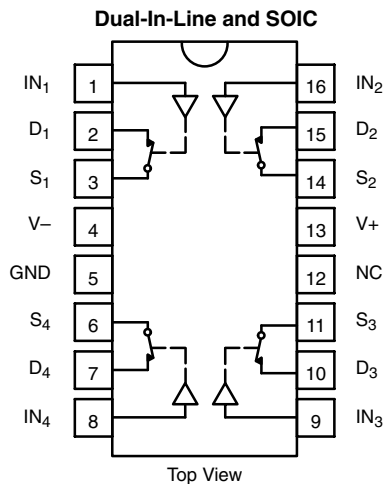 Dual-In-Line and SOIC
IN₁ 1 16 IN₂
D₁ 2 15 D₂
S₁ 3 14 S₂
V– 4 13 V+
GND 5 12 NC
S₄ 6 11 S₃
D₄ 7 10 D₃
IN₄ 8 9 IN₃
Top View